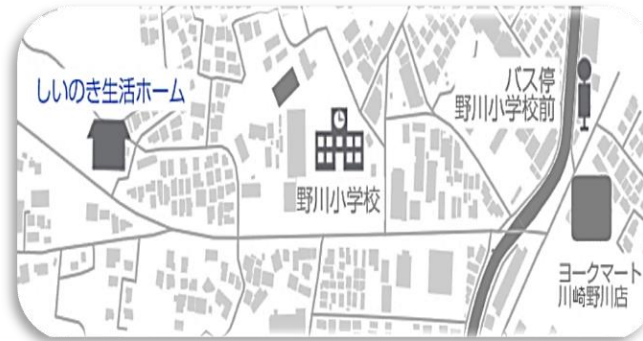 しいのき生活ホーム
バス停
野川小学校前
野川小学校
ヨークマート
川崎野川店